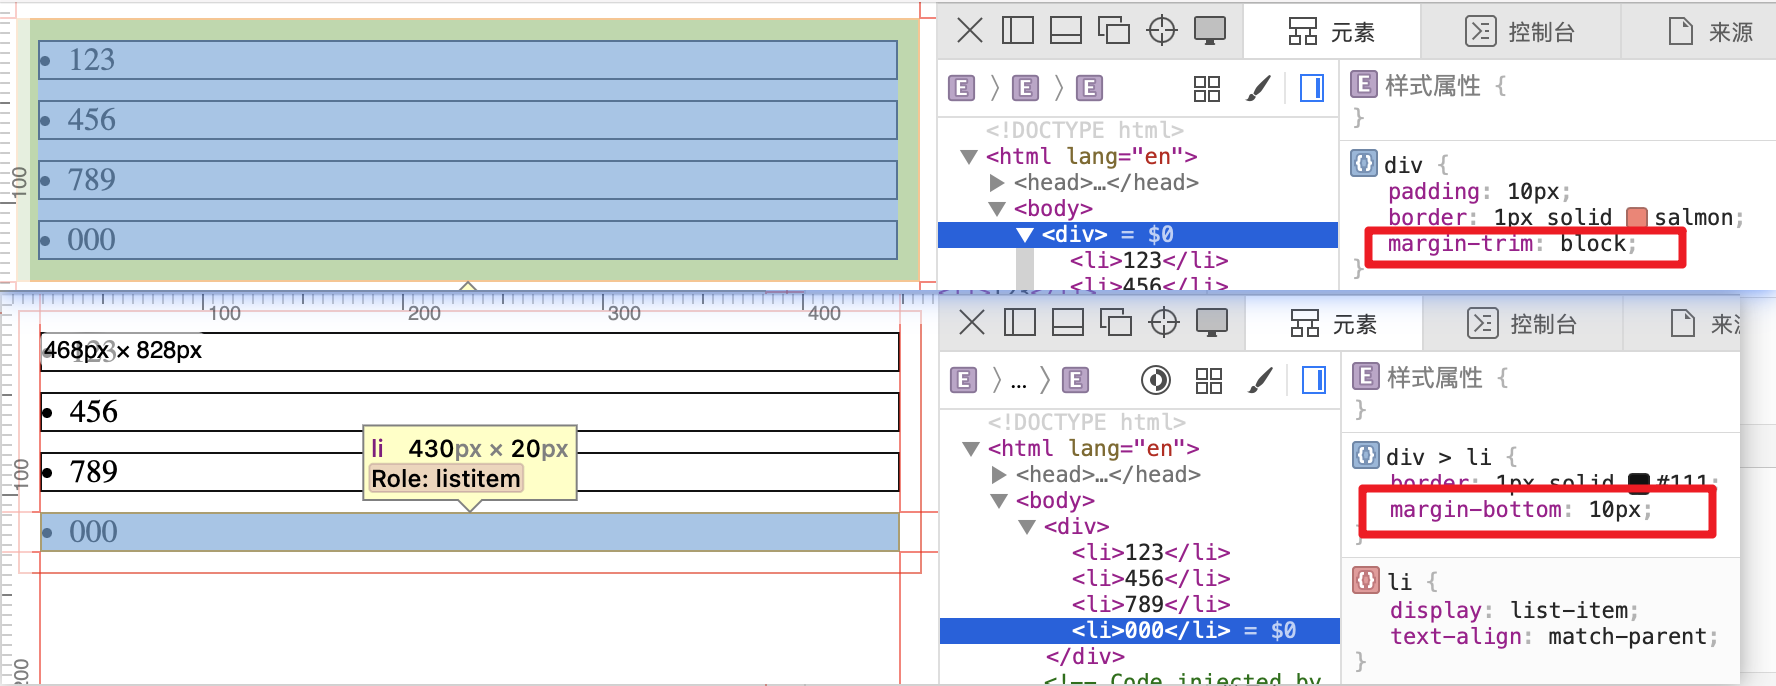 元素
控制台
来源
123
456
789
000
100
E 〉 E 〉 E
<!DOCTYPE html>
<html lang="en">
<head>…</head>
<body>
<div> = $0
<li>123</li>
<li>456</li>
E 样式属性 {
}
div {
padding: 10px;
border: 1px solid salmon;
margin-trim: block;
}
100
200
300
400
元素
控制台
468px × 828px
456
789
000
100
200
li 430px × 20px
Role: listitem
E 〉 ... 〉 E
<!DOCTYPE html>
<html lang="en">
<head>…</head>
<body>
<div>
<li>123</li>
<li>456</li>
<li>789</li>
<li>000</li> = $0
</div>
<!-- Code injected by
E 样式属性 {
}
div > li {
border: 1px solid #111;
margin-bottom: 10px;
}
li {
display: list-item;
text-align: match-parent;
}